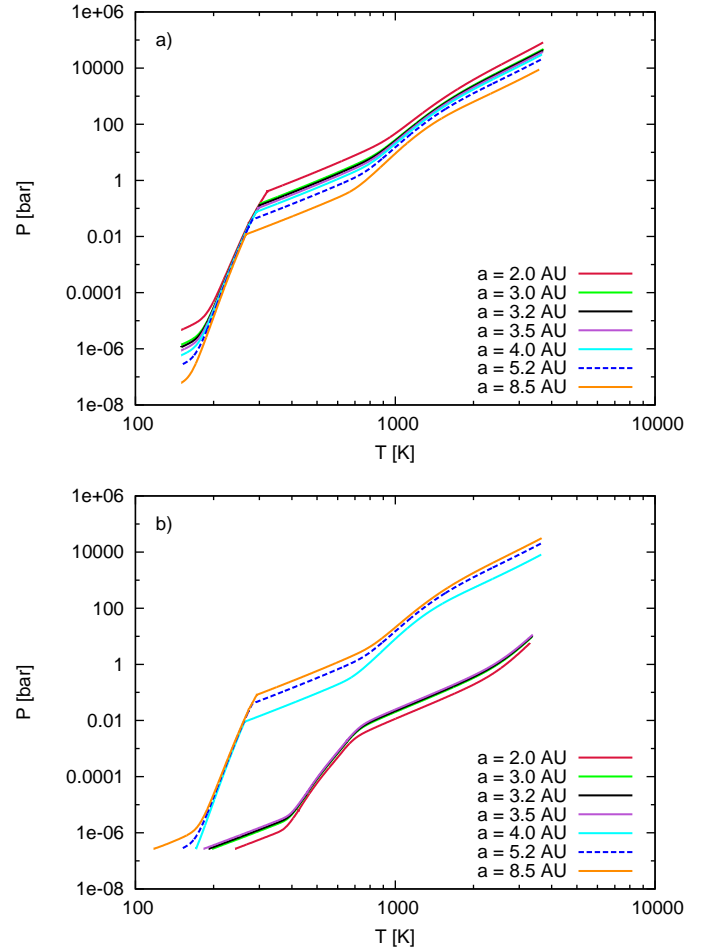 1e+06
a)
10000
100
1
P [bar]
0.01
0.0001
1e-06
1e-08
a = 2.0 AU
a = 3.0 AU
a = 3.2 AU
a = 3.5 AU
a = 4.0 AU
a = 5.2 AU
a = 8.5 AU
100
1000
10000
T [K]
1e+06
b)
10000
100
1
P [bar]
0.01
0.0001
1e-06
1e-08
a = 2.0 AU
a = 3.0 AU
a = 3.2 AU
a = 3.5 AU
a = 4.0 AU
a = 5.2 AU
a = 8.5 AU
100
1000
10000
T [K]